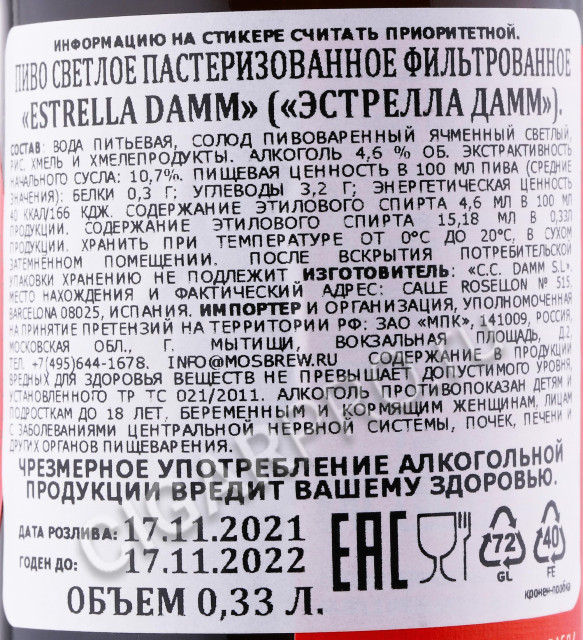 ИНФОРМАЦИЮ НА СТИКЕРЕ СЧИТАТЬ ПРИОРИТЕТНОЙ.
ПИВО СВЕТЛОЕ ПАСТЕРИЗОВАННОЕ ФИЛЬТРОВАННОЕ
«ESTRELLA DAMM» («ЭСТРЕЛЛА ДАММ»).
СОСТАВ: ВОДА ПИТЬЕВАЯ, СОЛОД ПИВОВАРЕННЫЙ ЯЧМЕННЫЙ СВЕТЛЫЙ,
РИС, ХМЕЛЬ И ХМЕЛЕПРОДУКТЫ. АЛКОГОЛЬ 4,6 % ОБ. ЭКСТРАКТИВНОСТЬ
НАЧАЛЬНОГО СУСЛА: 10,7%. ПИЩЕВАЯ ЦЕННОСТЬ В 100 МЛ ПИВА (СРЕДНИЕ
ЗНАЧЕНИЯ): БЕЛКИ 0,3 Г; УГЛЕВОДЫ 3,2 Г; ЭНЕРГЕТИЧЕСКАЯ ЦЕННОСТЬ
40 ККАЛ/166 КДЖ. СОДЕРЖАНИЕ ЭТИЛОВОГО СПИРТА 4,6 МЛ В 100 МЛ
ПРОДУКЦИИ. СОДЕРЖАНИЕ ЭТИЛОВОГО СПИРТА 15,18 МЛ В 0,33Л
ПРОДУКЦИИ. ХРАНИТЬ ПРИ ТЕМПЕРАТУРЕ ОТ 0°С ДО 20°С, В СУХОМ
ЗАТЕМНЁННОМ ПОМЕЩЕНИИ. ПОСЛЕ ВСКРЫТИЯ ПОТРЕБИТЕЛЬСКОЙ
УПАКОВКИ ХРАНЕНИЮ НЕ ПОДЛЕЖИТ. ИЗГОТОВИТЕЛЬ: «С.С. DAMM S.L».
МЕСТО НАХОЖДЕНИЯ И ФАКТИЧЕСКИЙ АДРЕС: CALLE ROSELLON № 515,
BARCELONA 08025, ИСПАНИЯ. ИМПОРТЕР И ОРГАНИЗАЦИЯ, УПОЛНОМОЧЕННАЯ
НА ПРИНЯТИЕ ПРЕТЕНЗИЙ НА ТЕРРИТОРИИ РФ: ЗАО «МПК», 141009, РОССИЯ,
МОСКОВСКАЯ ОБЛ., Г. МЫТИЩИ, ВОКЗАЛЬНАЯ ПЛОЩАДЬ, Д.2,
ТЕЛ. +7(495)644-1678. INFO@MOSBREW.RU СОДЕРЖАНИЕ В ПРОДУКЦИИ
ВРЕДНЫХ ДЛЯ ЗДОРОВЬЯ ВЕЩЕСТВ НЕ ПРЕВЫШАЕТ ДОПУСТИМОГО УРОВНЯ,
УСТАНОВЛЕННОГО ТР ТС 021/2011. АЛКОГОЛЬ ПРОТИВОПОКАЗАН ДЕТЯМ И
ПОДРОСТКАМ ДО 18 ЛЕТ, БЕРЕМЕННЫМ И КОРМЯЩИМ ЖЕНЩИНАМ, ЛИЦАМ
С ЗАБОЛЕВАНИЯМИ ЦЕНТРАЛЬНОЙ НЕРВНОЙ СИСТЕМЫ, ПОЧЕК, ПЕЧЕНИ И
ДРУГИХ ОРГАНОВ ПИЩЕВАРЕНИЯ.
ЧРЕЗМЕРНОЕ УПОТРЕБЛЕНИЕ АЛКОГОЛЬНОЙ
ПРОДУКЦИИ ВРЕДИТ ВАШЕМУ ЗДОРОВЬЮ.
ДАТА РОЗЛИВА: 17.11.2021
ГОДЕН ДО: 17.11.2022
ОБЪЕМ 0,33 Л.
EAC
72
GL
40
FE
кронен-пробка